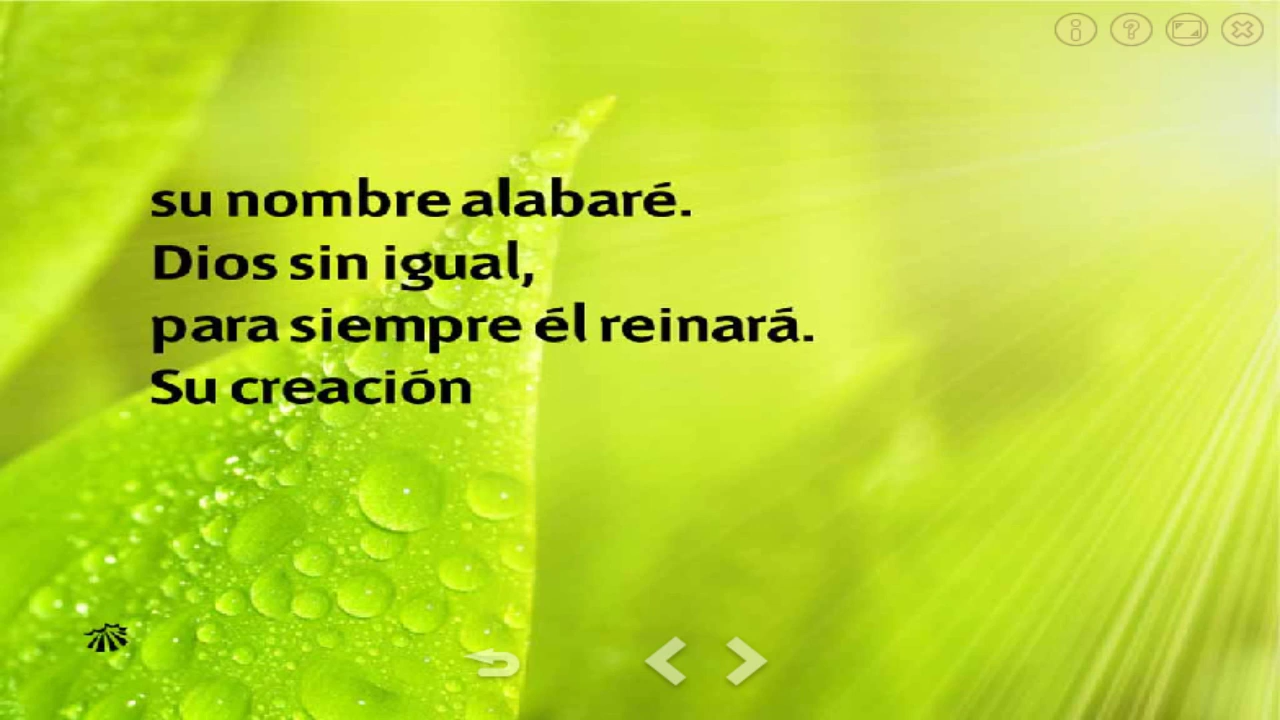 su nombre alabaré.
Dios sin igual,
para siempre él reinará.
Su creación